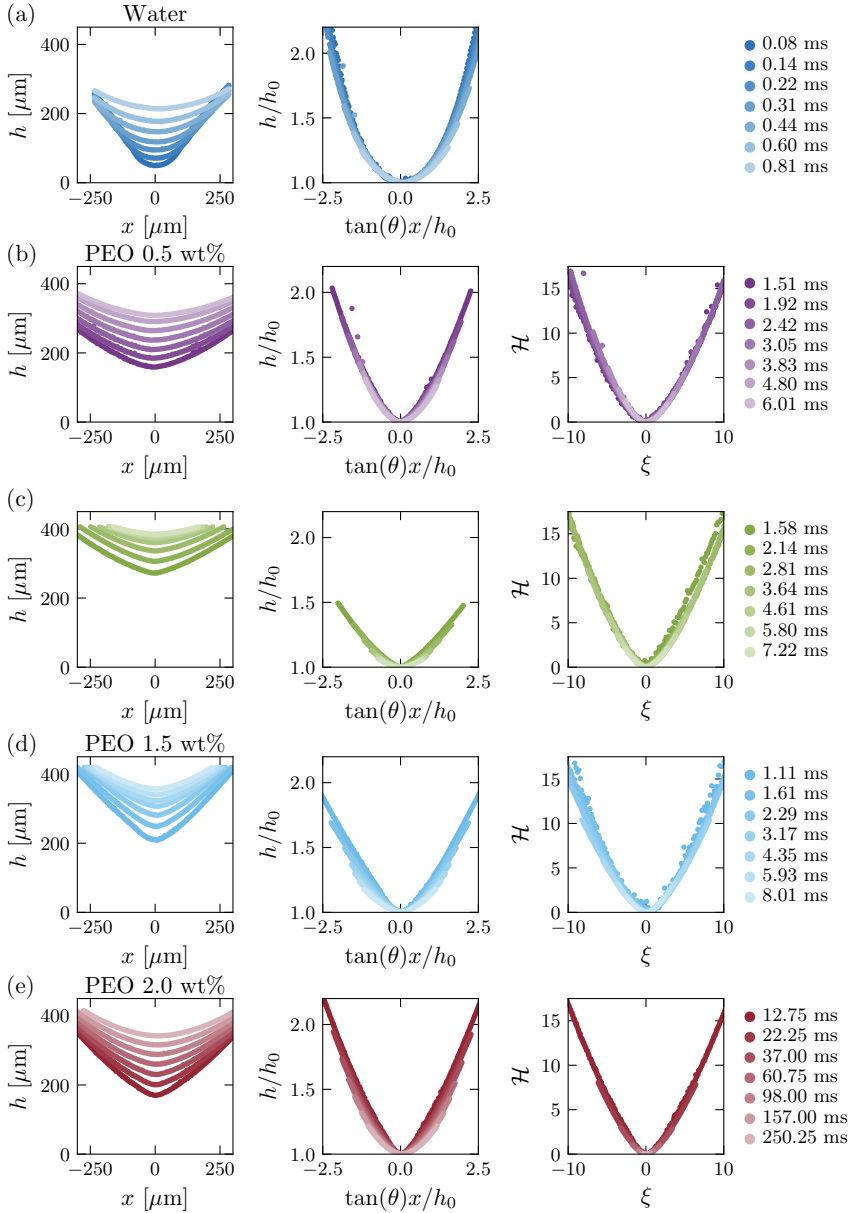 (a)
Water
400
200
0
h [μm]
−250
0
250
x [μm]
2.0
1.5
1.0
h/h₀
−2.5
0.0
2.5
tan(θ)x/h₀
0.08 ms
0.14 ms
0.22 ms
0.31 ms
0.44 ms
0.60 ms
0.81 ms
(b)
PEO 0.5 wt%
400
200
0
h [μm]
−250
0
250
x [μm]
2.0
1.5
1.0
h/h₀
−2.5
0.0
2.5
tan(θ)x/h₀
15
10
5
0
ℋ
−10
0
10
ξ
1.51 ms
1.92 ms
2.42 ms
3.05 ms
3.83 ms
4.80 ms
6.01 ms
(c)
400
200
0
h [μm]
−250
0
250
x [μm]
2.0
1.5
1.0
h/h₀
−2.5
0.0
2.5
tan(θ)x/h₀
15
10
5
0
ℋ
−10
0
10
ξ
1.58 ms
2.14 ms
2.81 ms
3.64 ms
4.61 ms
5.80 ms
7.22 ms
(d)
PEO 1.5 wt%
400
200
0
h [μm]
−250
0
250
x [μm]
2.0
1.5
1.0
h/h₀
−2.5
0.0
2.5
tan(θ)x/h₀
15
10
5
0
ℋ
−10
0
10
ξ
1.11 ms
1.61 ms
2.29 ms
3.17 ms
4.35 ms
5.93 ms
8.01 ms
(e)
PEO 2.0 wt%
400
200
0
h [μm]
−250
0
250
x [μm]
2.0
1.5
1.0
h/h₀
−2.5
0.0
2.5
tan(θ)x/h₀
15
10
5
0
ℋ
−10
0
10
ξ
12.75 ms
22.25 ms
37.00 ms
60.75 ms
98.00 ms
157.00 ms
250.25 ms